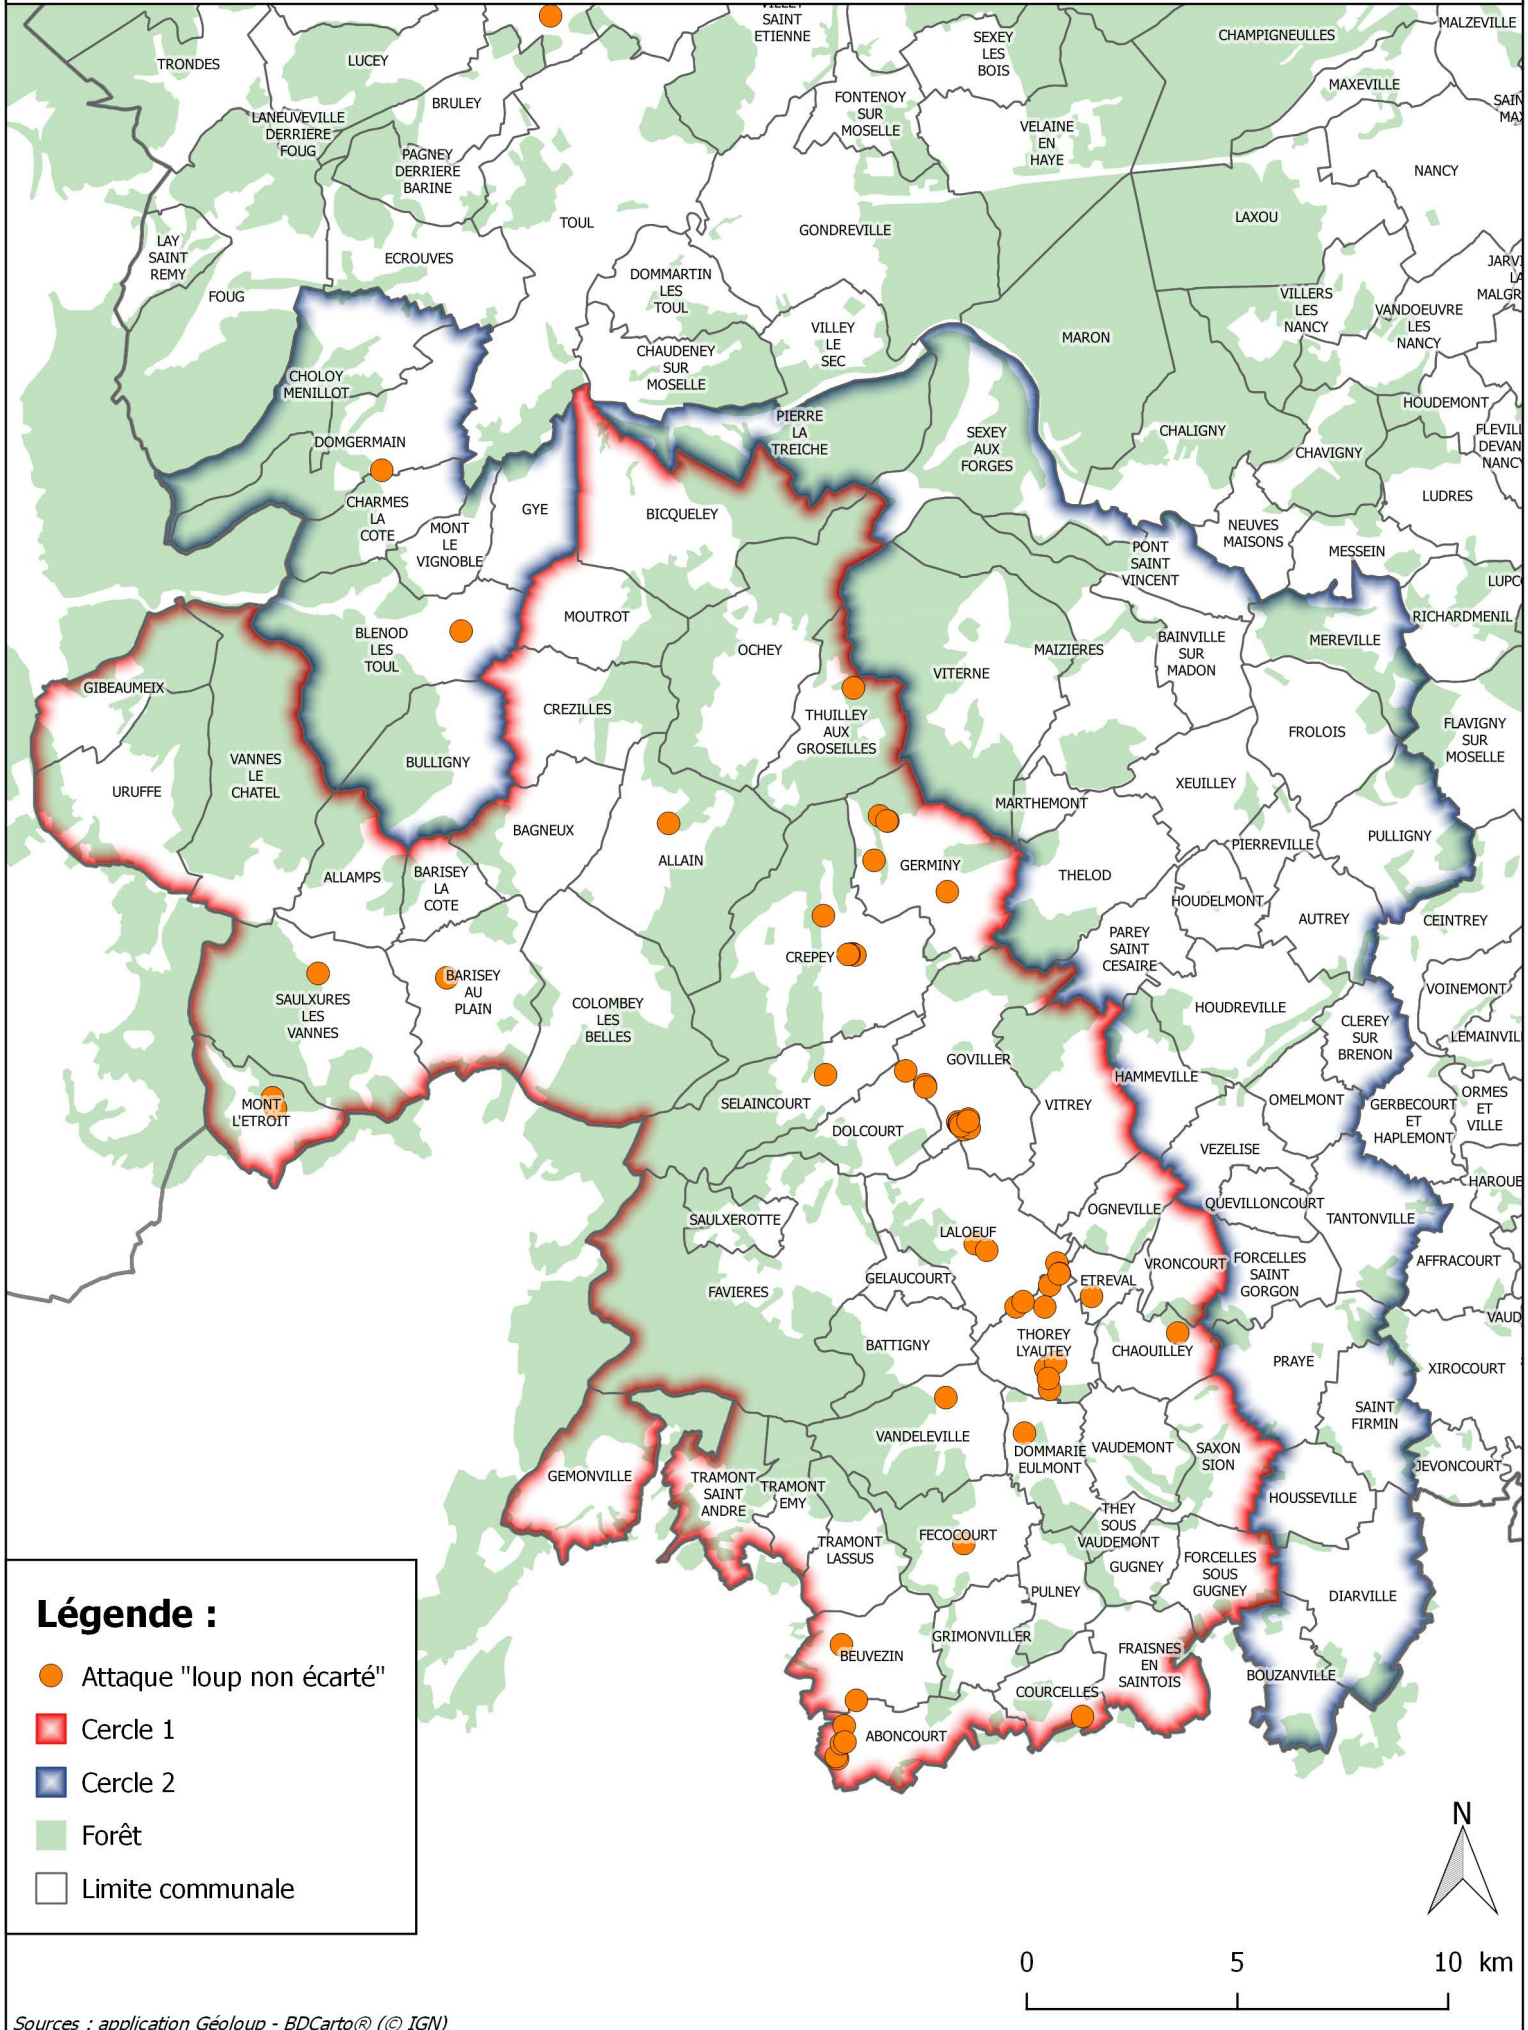 SAINT
ETIENNE
SEXEY
LES
BOIS
CHAMPIGNEULLES
MALZEVILLE
TRONDES
LUCEY
MAXEVILLE
BRULEY
FONTENOY
SUR
MOSELLE
LANEUVEVILLE
DERRIERE
FOUG
VELAINE
EN
HAYE
PAGNEY
DERRIERE
BARINE
NANCY
TOUL
LAXOU
GONDREVILLE
LAY
SAINT
REMY
ECROUVES
DOMMARTIN
LES
TOUL
FOUG
VILLERS
LES
NANCY
VANDOEUVRE
LES
NANCY
VILLEY
LE
SEC
MARON
CHAUDENEY
SUR
MOSELLE
CHOLOY
MENILLOT
HOUDEMONT
PIERRE
LA
TREICHE
DOMGERMAIN
SEXEY
AUX
FORGES
CHALIGNY
CHAVIGNY
CHARMES
LA
COTE
GYE
BICQUELEY
LUDRES
MONT
LE
VIGNOBLE
NEUVES
MAISONS
PONT
SAINT
VINCENT
MESSEIN
MOUTROT
RICHARDMENIL
BLENOD
LES
TOUL
OCHEY
MAIZIERES
BAINVILLE
SUR
MADON
MEREVILLE
GIBEAUMEIX
VITERNE
CREZILLES
THUILLEY
AUX
GROSEILLES
FROLOIS
FLAVIGNY
SUR
MOSELLE
VANNES
LE
CHATEL
BULLIGNY
URUFFE
XEUILLEY
MARTHEMONT
BAGNEUX
PULLIGNY
PIERREVILLE
ALLAIN
GERMINY
ALLAMPS
BARISEY
LA
COTE
THELOD
HOUDELMONT
AUTREY
CEINTREY
PAREY
SAINT
CESAIRE
CREPEY
BARISEY
AU
PLAIN
SAULXURES
LES
VANNES
COLOMBEY
LES
BELLES
VOINEMONT
HOUDREVILLE
CLEREY
SUR
BRENON
GOVILLER
HAMMEVILLE
MONT
L'ETROIT
SELAINCOURT
VITREY
OMELMONT
GERBECOURT
ET
HAPLEMONT
ORMES
ET
VILLE
DOLCOURT
VEZELISE
SAULXEROTTE
OGNEVILLE
QUEVILLONCOURT
TANTONVILLE
LALOEUF
VRONCOURT
FORCELLES
SAINT
GORGON
AFFRACOURT
GELAUCOURT
ETREVAL
FAVIERES
BATTIGNY
THOREY
LYAUTEY
CHAOUILLEY
PRAYE
XIROCOURT
SAINT
FIRMIN
VANDELEVILLE
DOMMARIE
EULMONT
VAUDEMONT
SAXON
SION
JEVONCOURT
GEMONVILLE
TRAMONT
SAINT
ANDRE
TRAMONT
EMY
HOUSSEVILLE
THEY
SOUS
VAUDEMONT
FECOCOURT
TRAMONT
LASSUS
GUGNEY
FORCELLES
SOUS
GUGNEY
PULNEY
DIARVILLE
GRIMONVILLER
BEUVEZIN
FRAISNES
EN
SAINTOIS
BOUZANVILLE
COURCELLES
ABONCOURT
Légende :
Attaque "loup non écarté"
Cercle 1
Cercle 2
Forêt
Limite communale
N
0 5 10 km
Sources : application Géoloup - BDCarto® (© IGN)